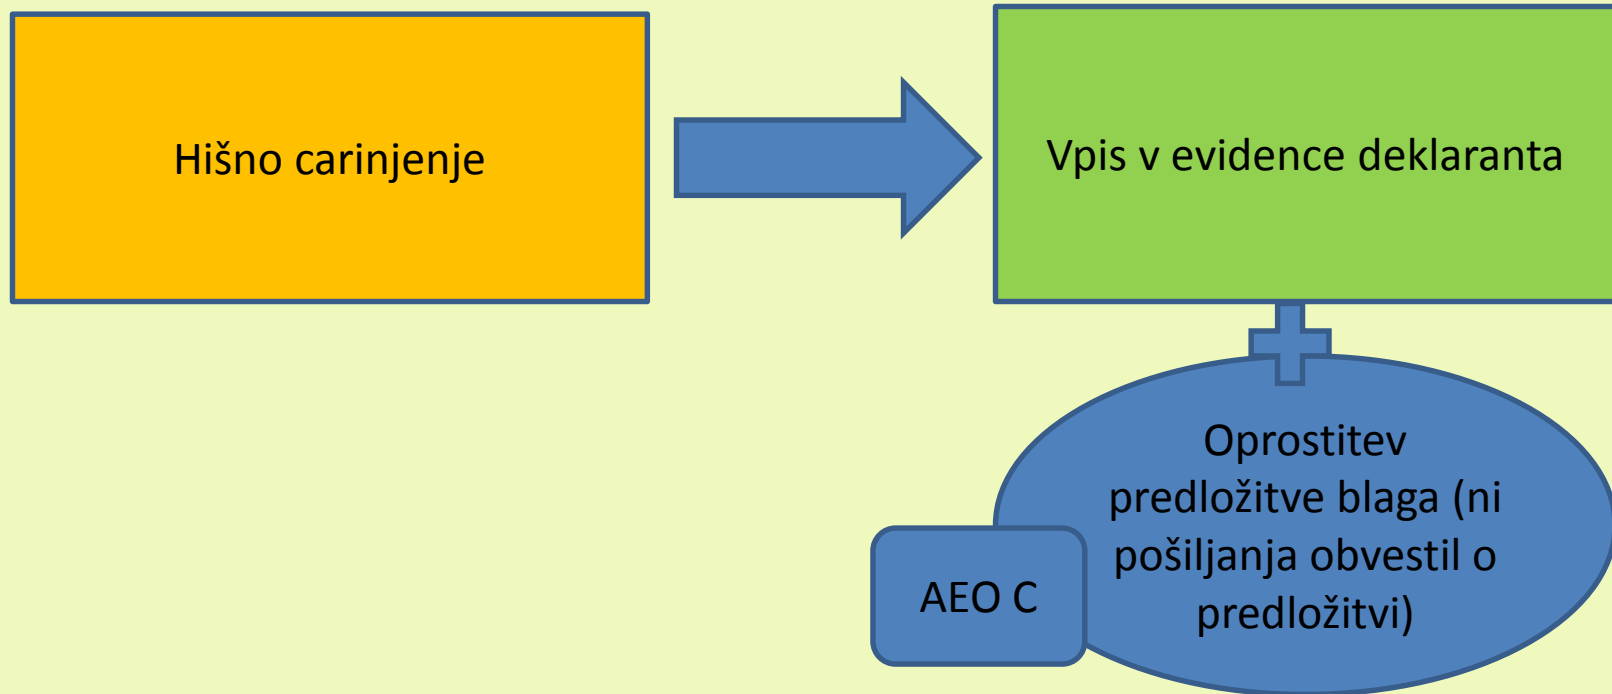 Hišno carinjenje
Vpis v evidence deklaranta
Oprostitev
predložitve blaga (ni
pošiljanja obvestil o
predložitvi)
AEO C